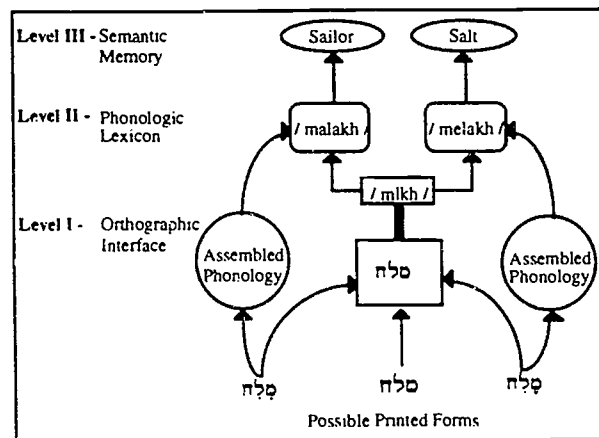 Level III - Semantic Memory
Sailor
Salt
Level II - Phonologic Lexicon
/ malakh /
/ melakh /
/ mlkh /
Level I - Orthographic Interface
Assembled Phonology
מלח
Assembled Phonology
מלח
Possible Printed Forms